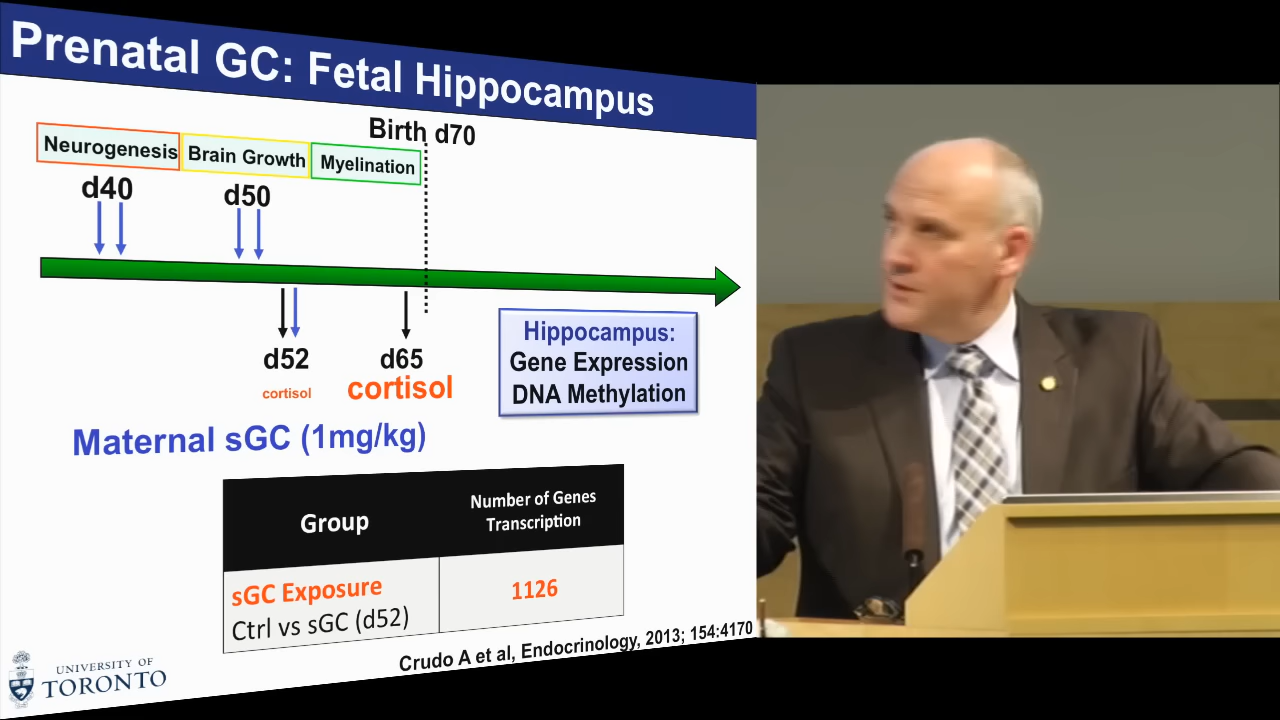 Prenatal GC: Fetal Hippocampus
Birth d70
Neurogenesis
Brain Growth
Myelination
d40
d50
d52
d65
cortisol
cortisol
Hippocampus:
Gene Expression
DNA Methylation
Maternal sGC (1mg/kg)
Group
Number of Genes
Transcription
sGC Exposure
Ctrl vs sGC (d52)
1126
Crudo A et al, Endocrinology, 2013; 154:4170
UNIVERSITY OF
TORONTO